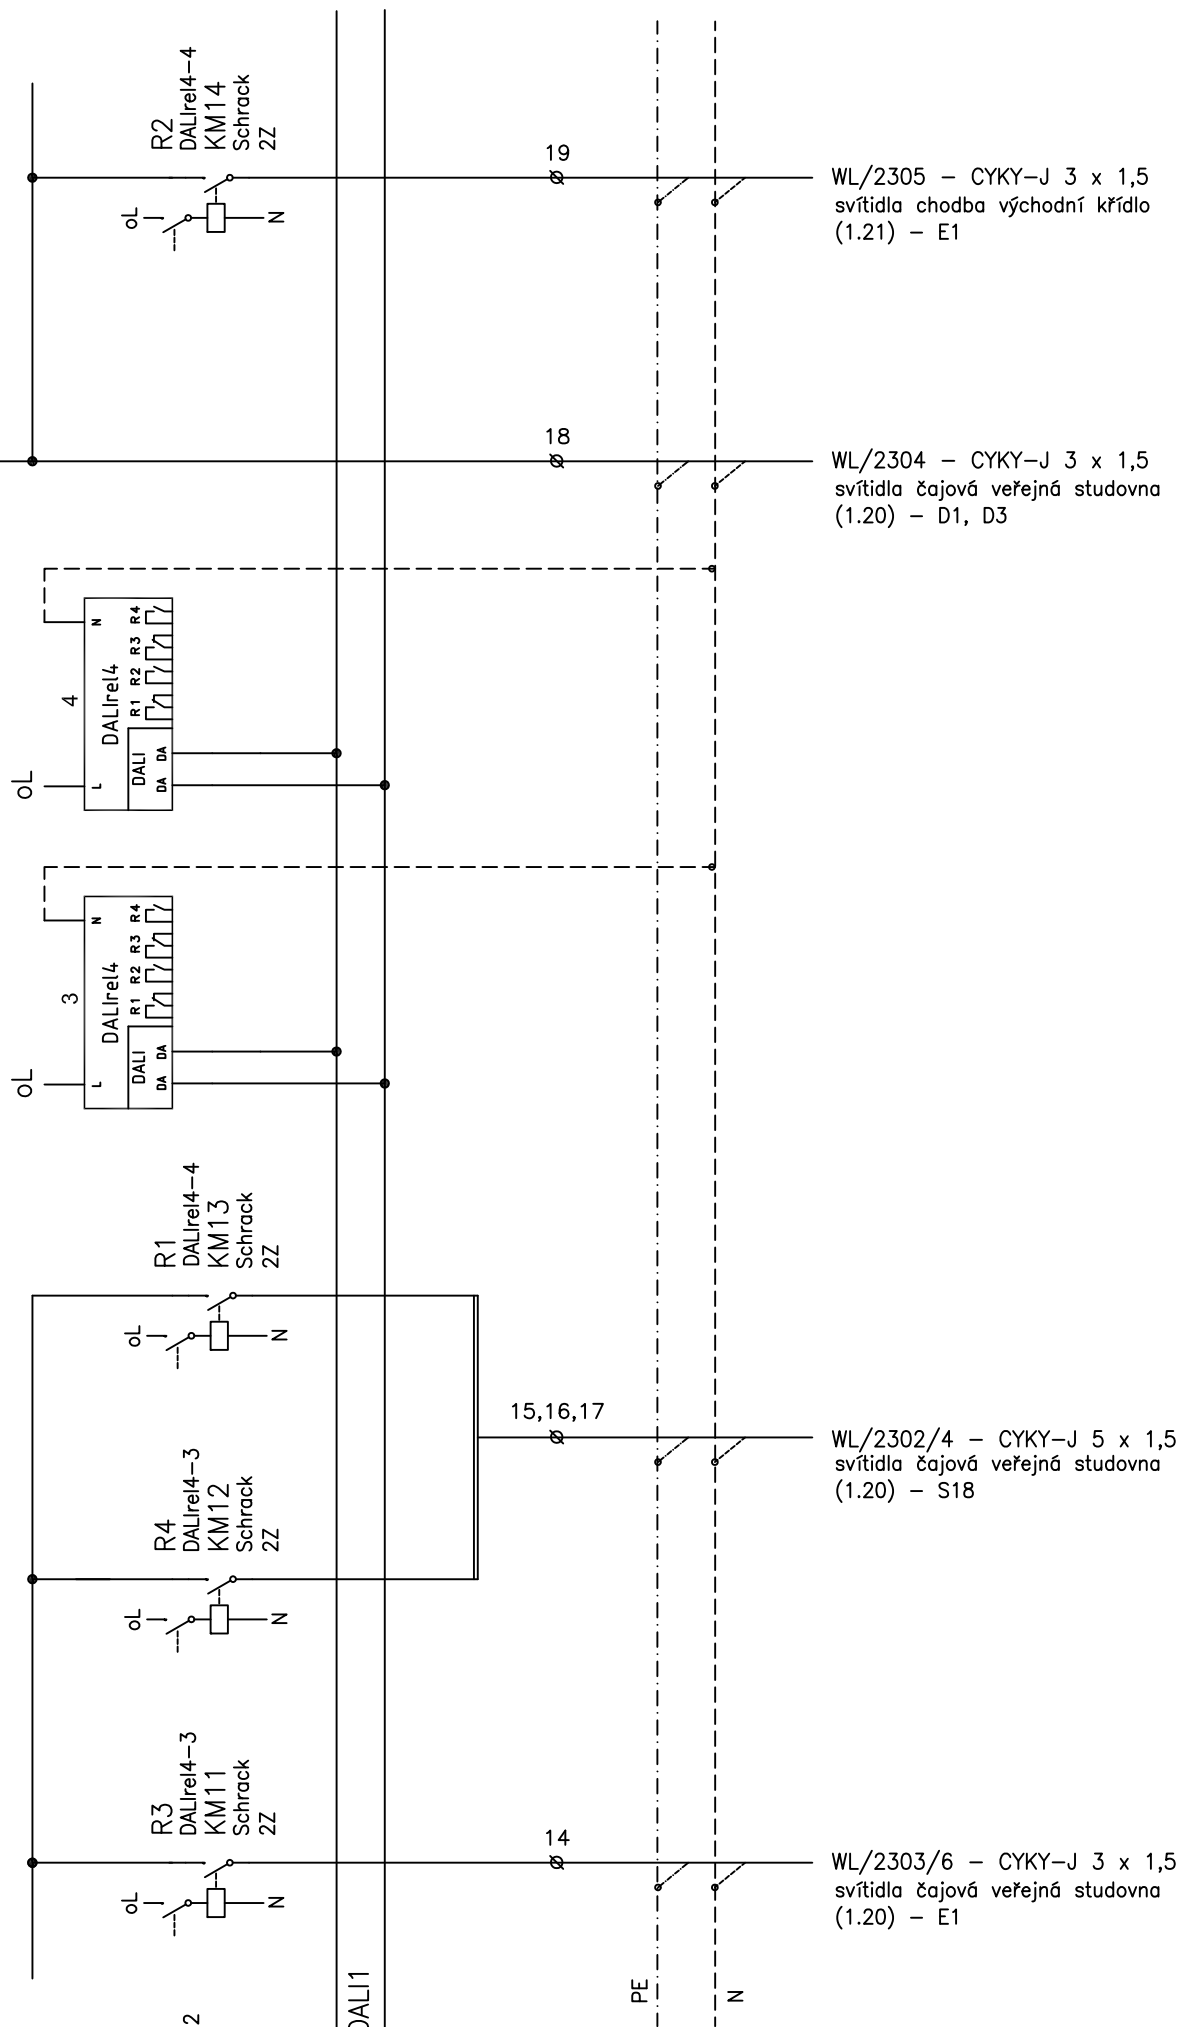 R2
DALIrel4-4
KM14
Schrack
2Z
oL
N
19
WL/2305 - CYKY-J 3 x 1,5
svítidla chodba východní křídlo
(1.21) - E1
18
WL/2304 - CYKY-J 3 x 1,5
svítidla čajová veřejná studovna
(1.20) - D1, D3
4
oL
DALIrel4
L
N
DALI
DA
DA
R1
R2
R3
R4
3
oL
DALIrel4
L
N
DALI
DA
DA
R1
R2
R3
R4
R1
DALIrel4-4
KM13
Schrack
2Z
oL
N
15,16,17
WL/2302/4 - CYKY-J 5 x 1,5
svítidla čajová veřejná studovna
(1.20) - S18
R4
DALIrel4-3
KM12
Schrack
2Z
oL
N
R3
DALIrel4-3
KM11
Schrack
2Z
oL
N
14
WL/2303/6 - CYKY-J 3 x 1,5
svítidla čajová veřejná studovna
(1.20) - E1
2
DALI1
PE
N